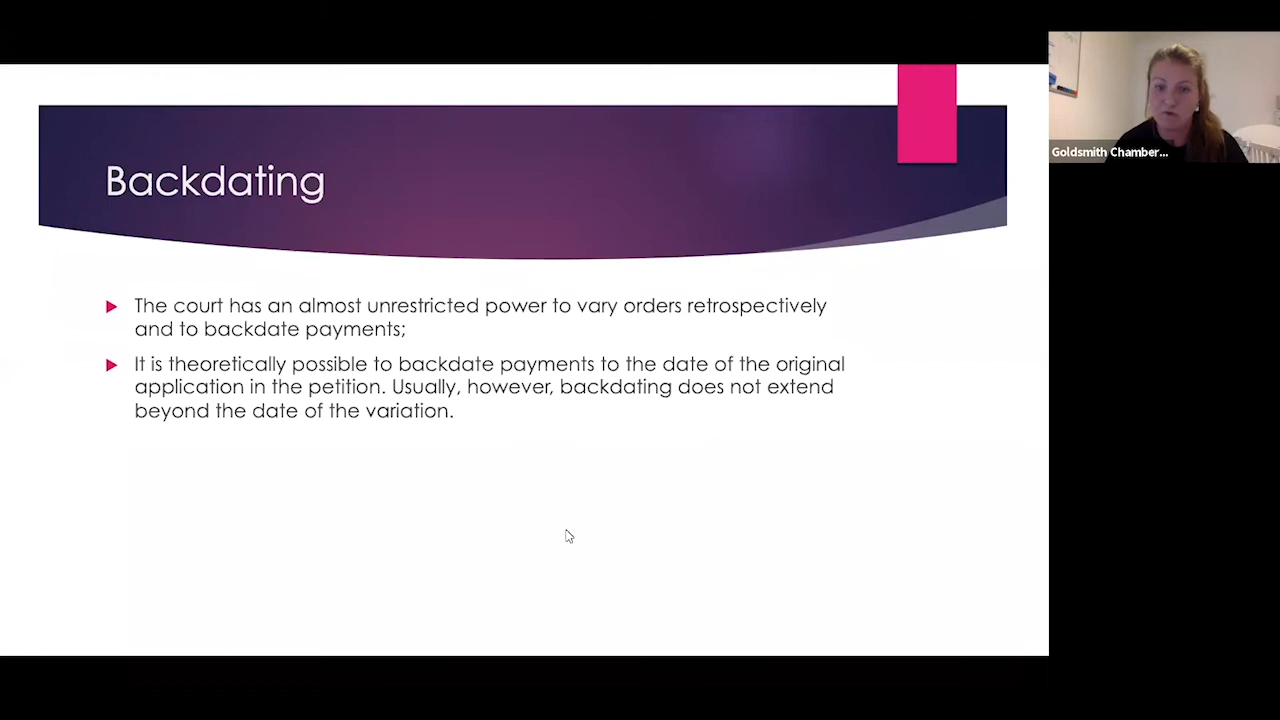 Backdating
The court has an almost unrestricted power to vary orders retrospectively
and to backdate payments;
It is theoretically possible to backdate payments to the date of the original
application in the petition. Usually, however, backdating does not extend
beyond the date of the variation.
Goldsmith Chamber...